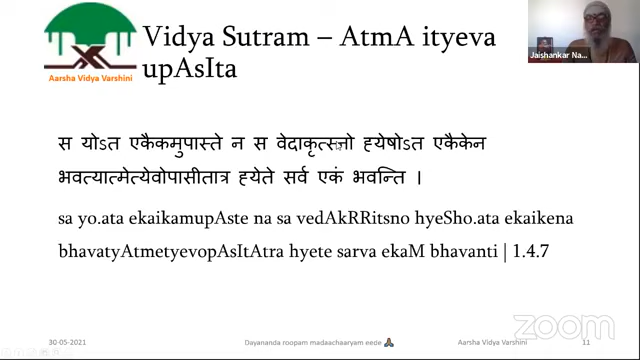 Aarsha Vidya Varshini
Vidya Sutram – AtmA ityeva
upAsIta
Jaishankar Na...
स योऽत एकैकमुपास्ते न स वेदाकृत्स्नो ह्येषोऽत एकैकेन
भवत्यात्मेत्येवोपासीतात्र ह्येते सर्व एकं भवन्ति ।
sa yo.ata ekaikamupAste na sa vedAkRRitsno hyeSho.ata ekaikena
bhavatyAtmetyevopAsItAtra hyete sarva ekaM bhavanti | 1.4.7
zoom
30-05-2021
Dayananda roopam madaachaaryam eede 🙏🏽
Aarsha Vidya Varshini
11